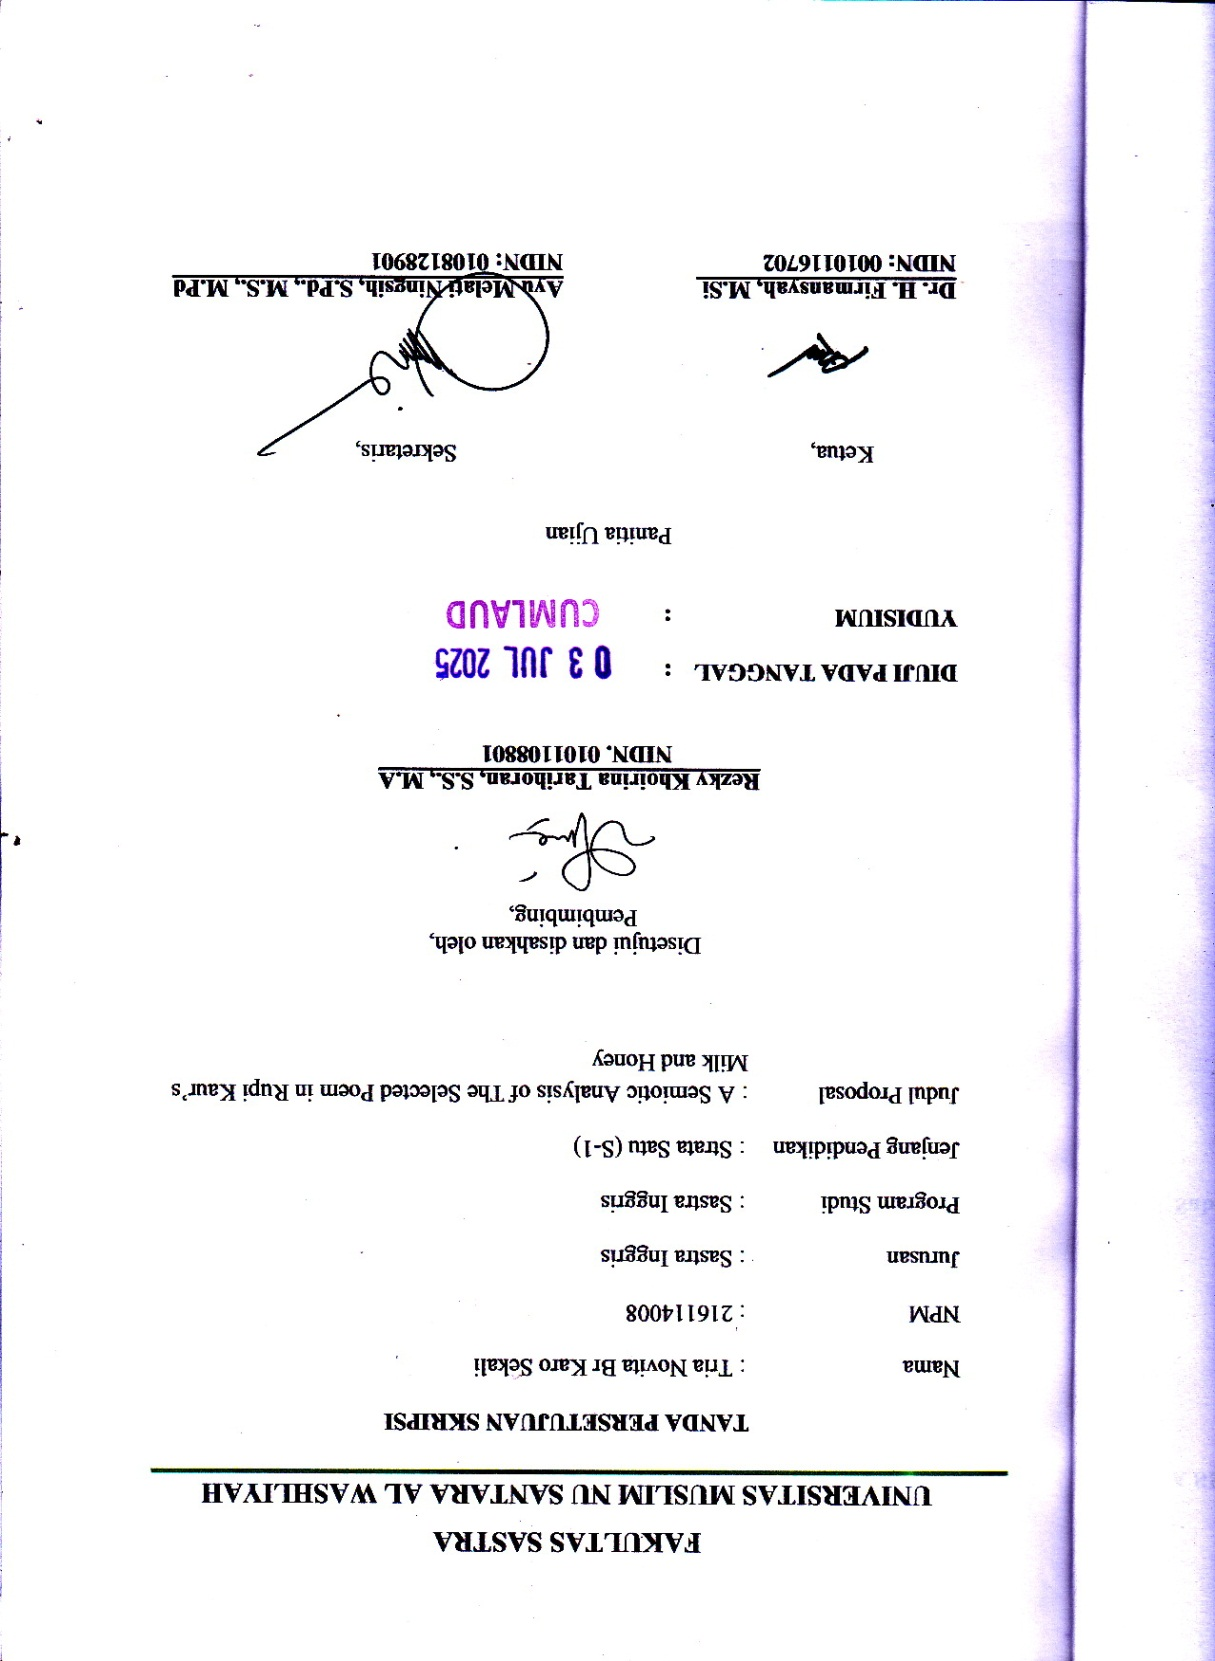 FAKULTAS SASTRA
UNIVERSITAS MUSLIM NU SANTARA AL WASHLIYAH
TANDA PERSETUJUAN SKRIPSI
Nama : Tria Novita Br Karo Sekali
NPM : 216114008
Jurusan : Sastra Inggris
Program Studi : Sastra Inggris
Jenjang Pendidikan : Strata Satu (S-1)
Judul Proposal : A Semiotic Analysis of The Selected Poem in Rupi Kaur's
Milk and Honey
Disetujui dan disahkan oleh,
Pembimbing,
Rezky Khoirina Tarihoran, S.S., M.A
NIDN. 0101108801
DIUJI PADA TANGGAL : 03 JUL 2025
YUDISIUM : CUMLAUD
Panitia Ujian
Ketua, Sekretaris,
Dr. H. Firmansyah, M.Si Ayu Melati Ningsih, S.Pd., M.S., M.Pd
NIDN: 0010116702 NIDN: 0108128901